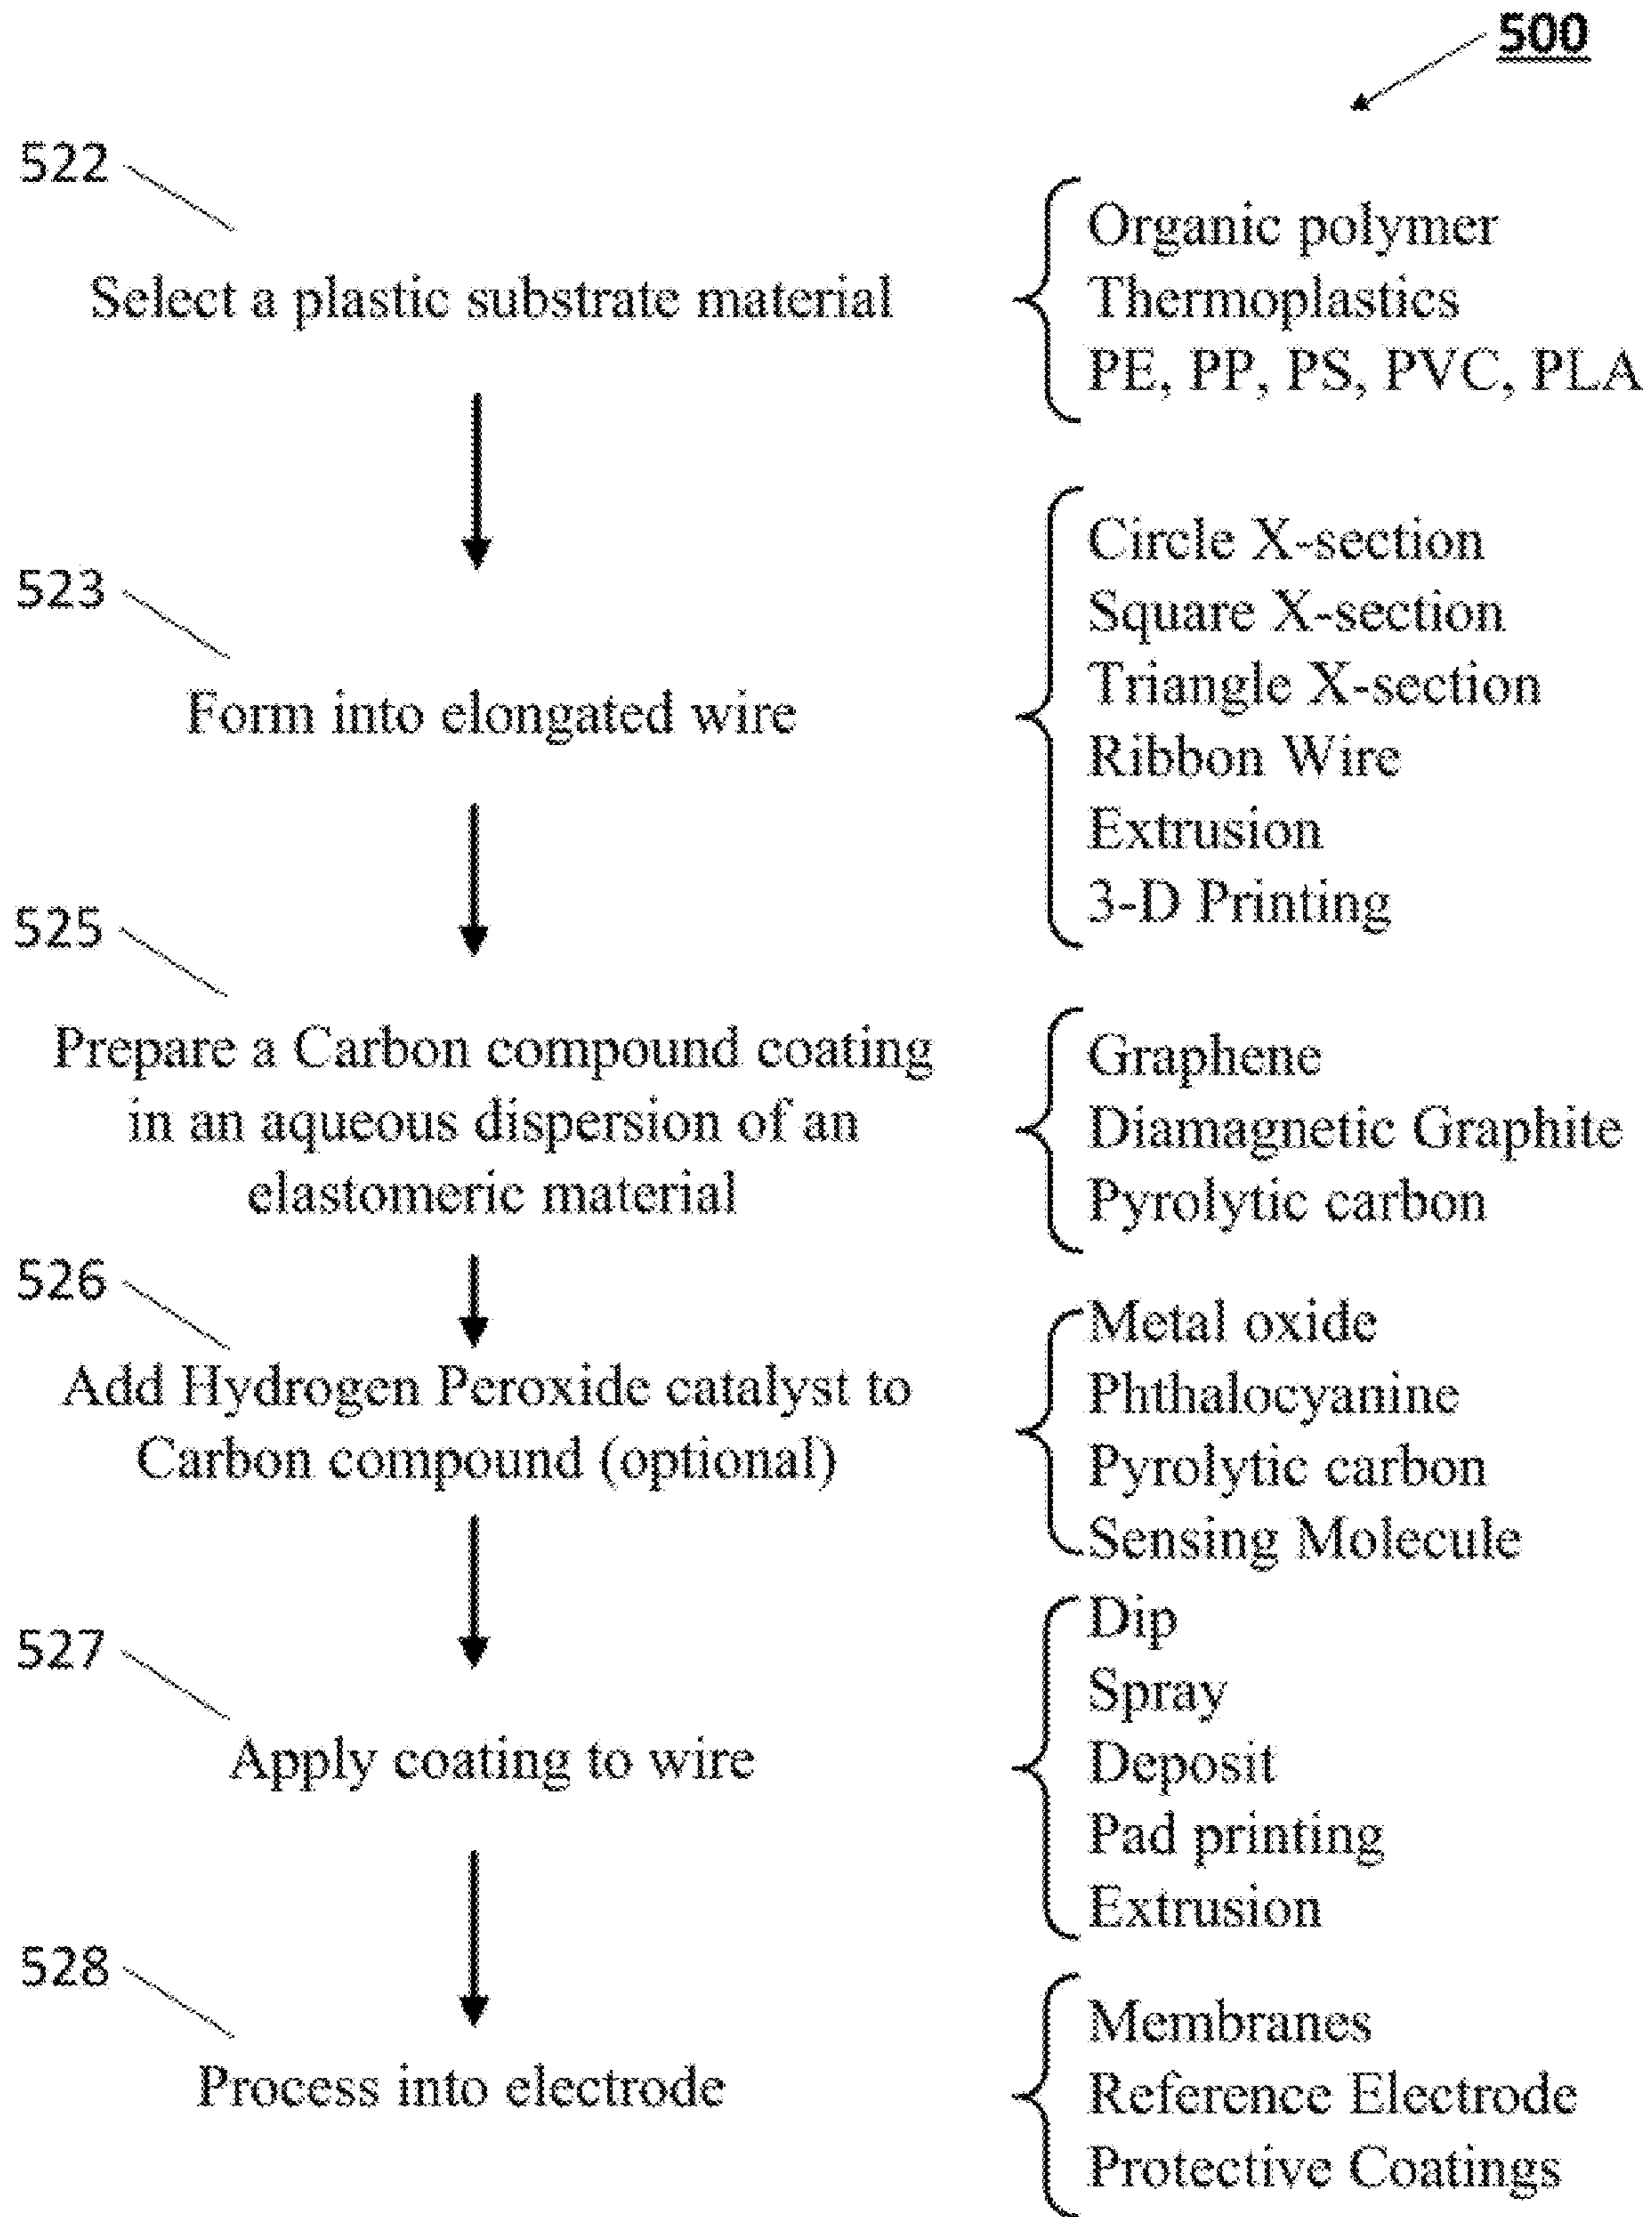 500
522
Select a plastic substrate material
Organic polymer
Thermoplastics
PE, PP, PS, PVC, PLA
523
Form into elongated wire
Circle X-section
Square X-section
Triangle X-section
Ribbon Wire
Extrusion
3-D Printing
525
Prepare a Carbon compound coating
in an aqueous dispersion of an
elastomeric material
Graphene
Diamagnetic Graphite
Pyrolytic carbon
526
Add Hydrogen Peroxide catalyst to
Carbon compound (optional)
Metal oxide
Phthalocyanine
Pyrolytic carbon
Sensing Molecule
527
Apply coating to wire
Dip
Spray
Deposit
Pad printing
Extrusion
528
Process into electrode
Membranes
Reference Electrode
Protective Coatings